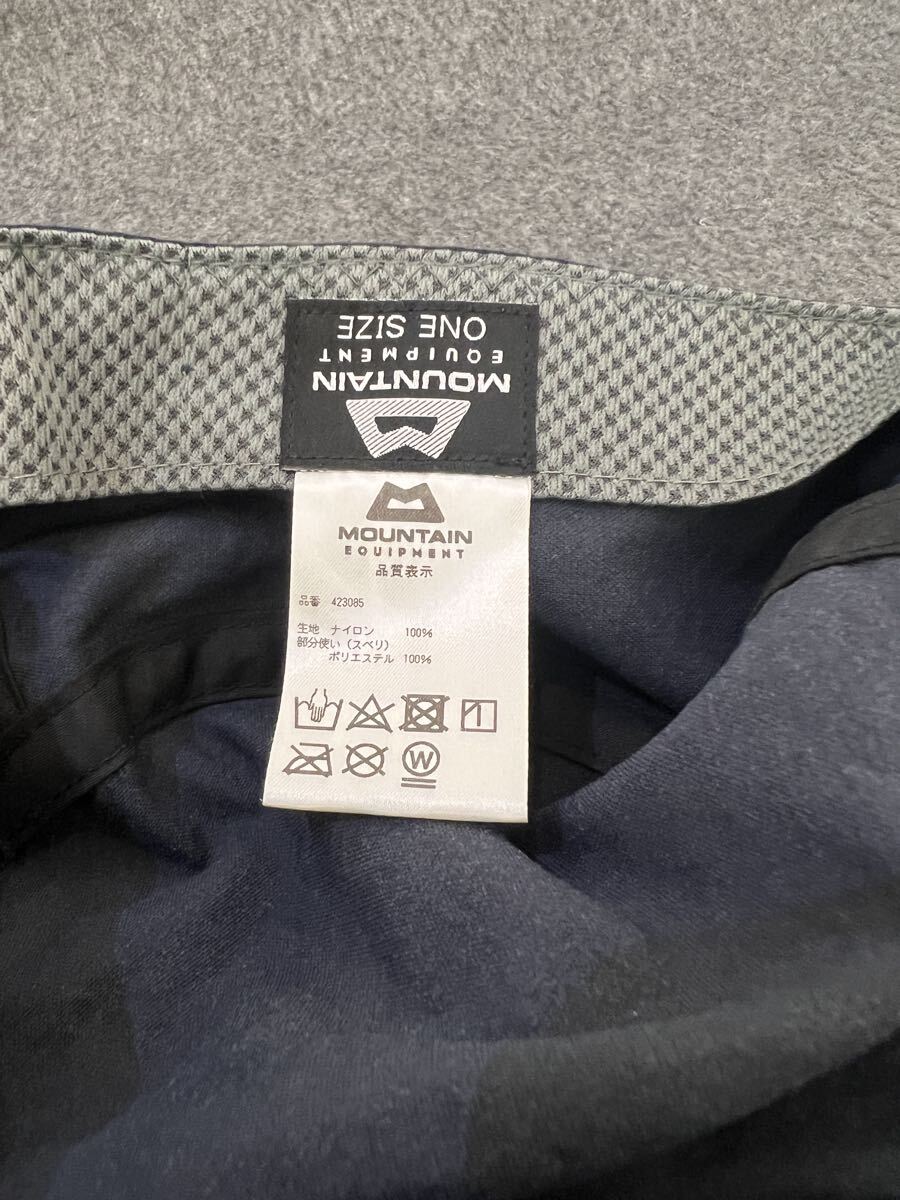 MOUNTAIN
EQUIPMENT
ONE SIZE
MOUNTAIN
EQUIPMENT
品質表示
品番 423085
生地 ナイロン 100%
部分使い（スベリ）
ポリエステル 100%
W